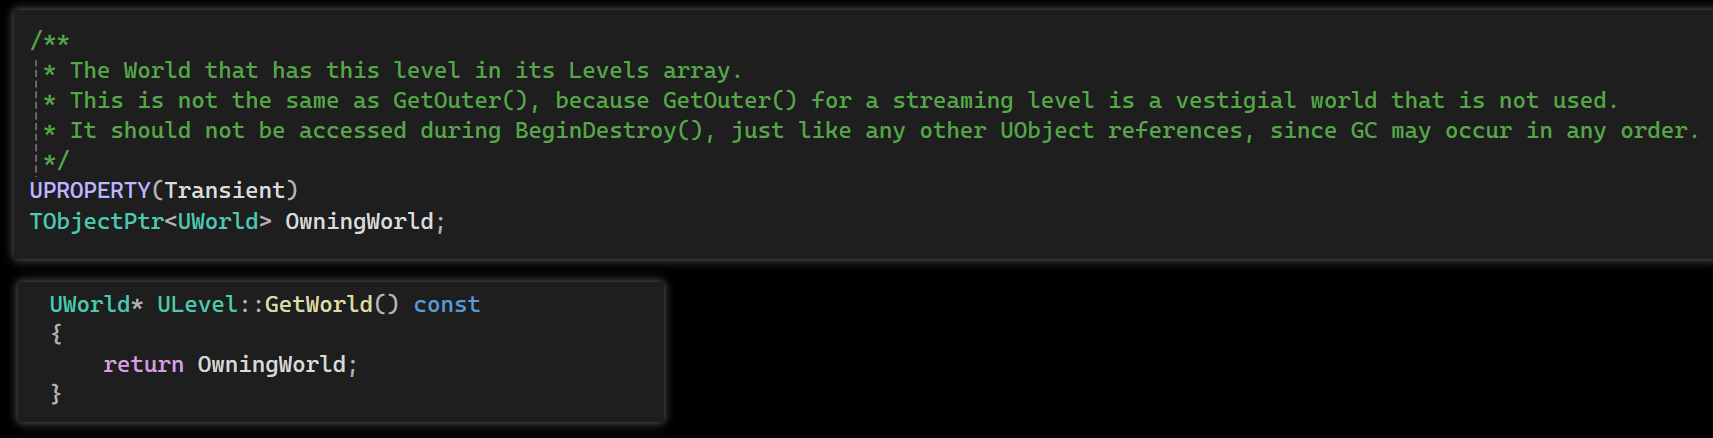 /**
* The World that has this level in its Levels array.
* This is not the same as GetOuter(), because GetOuter() for a streaming level is a vestigial world that is not used.
* It should not be accessed during BeginDestroy(), just like any other UObject references, since GC may occur in any order.
*/
UPROPERTY(Transient)
TObjectPtr<UWorld> OwningWorld;
UWorld* ULevel::GetWorld() const
{
return OwningWorld;
}